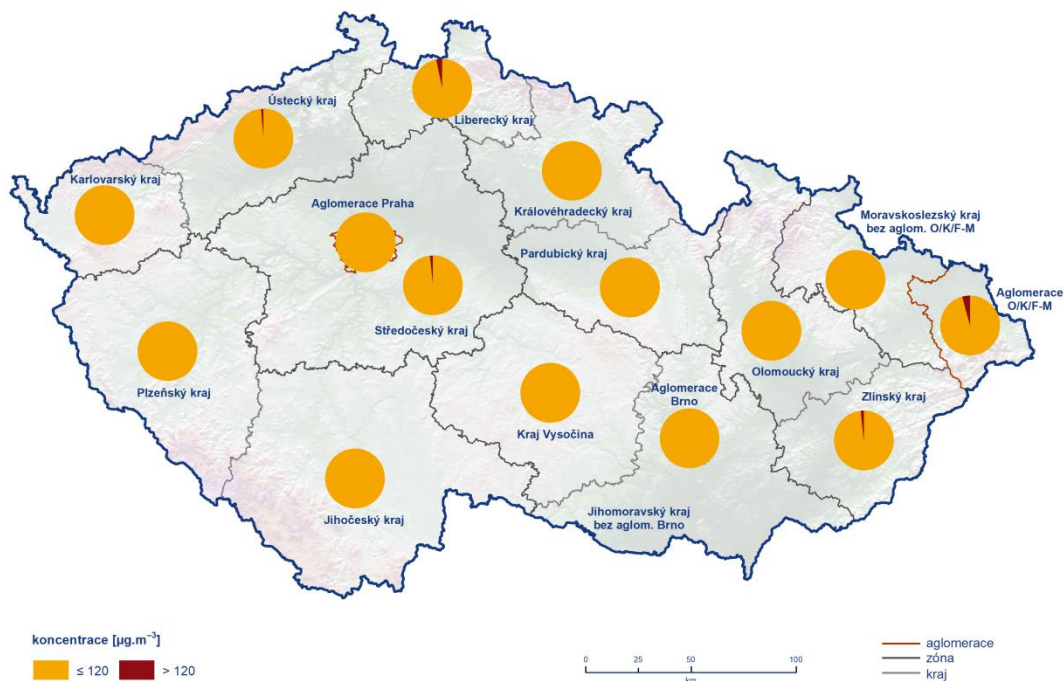 Ústecký kraj
Liberecký kraj
Karlovarský kraj
Aglomerace Praha
Královéhradecký kraj
Moravskoslezský kraj
bez aglom. O/K/F-M
Pardubický kraj
Aglomerace
O/K/F-M
Středočeský kraj
Olomoucký kraj
Plzeňský kraj
Aglomerace
Brno
Zlínský kraj
Kraj Vysočina
Jihočeský kraj
Jihomoravský kraj
bez aglom. Brno
koncentrace [µg.m⁻³]
≤ 120 > 120
0 25 50 100
km
aglomerace
zóna
kraj